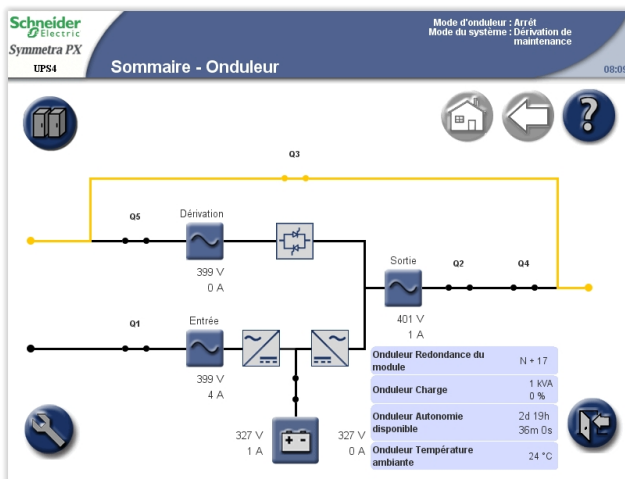 Schneider
Electric
Symmetra PX
UPS4
Sommaire - Onduleur
Mode d'onduleur : Arrêt
Mode du système : Dérivation de
maintenance
08:09
Q3
Q5
Dérivation
399 V
0 A
Sortie
Q2
Q4
401 V
1 A
Q1
Entrée
399 V
4 A
327 V
1 A
327 V
0 A
Onduleur Redondance du
module
N + 17
Onduleur Charge
1 kVA
0 %
Onduleur Autonomie
disponible
2d 19h
36m 0s
Onduleur Température
ambiante
24 °C